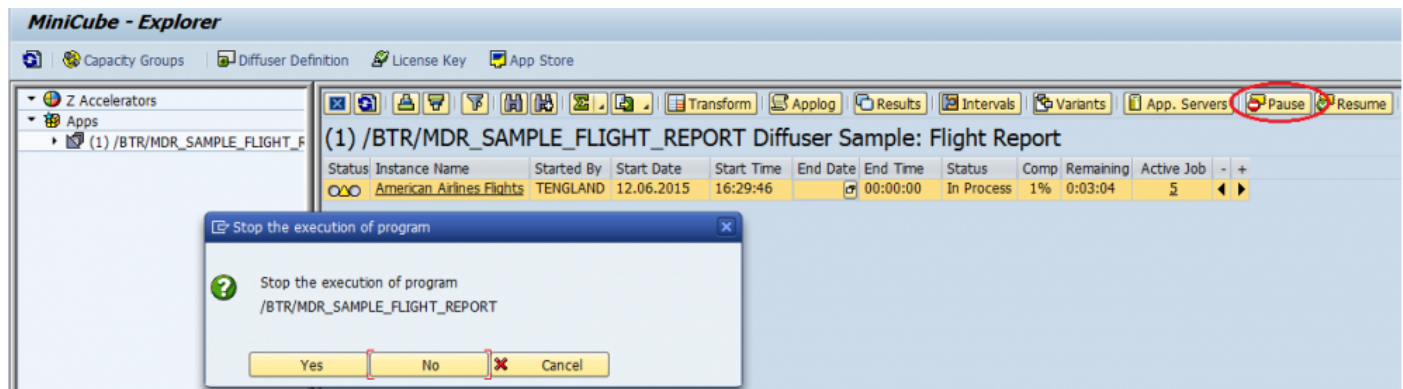 MiniCube - Explorer
Capacity Groups Diffuser Definition License Key App Store
Z Accelerators
Apps
(1) /BTR/MDR_SAMPLE_FLIGHT_R
Transform Applog Results Intervals Variants App. Servers Pause Resume
(1) /BTR/MDR_SAMPLE_FLIGHT_REPORT Diffuser Sample: Flight Report
Status Instance Name Started By Start Date Start Time End Date End Time Status Comp Remaining Active Job - +
American Airlines Flights TENGLAND 12.06.2015 16:29:46 00:00:00 In Process 1% 0:03:04 5
Stop the execution of program
Stop the execution of program
/BTR/MDR_SAMPLE_FLIGHT_REPORT
Yes No Cancel